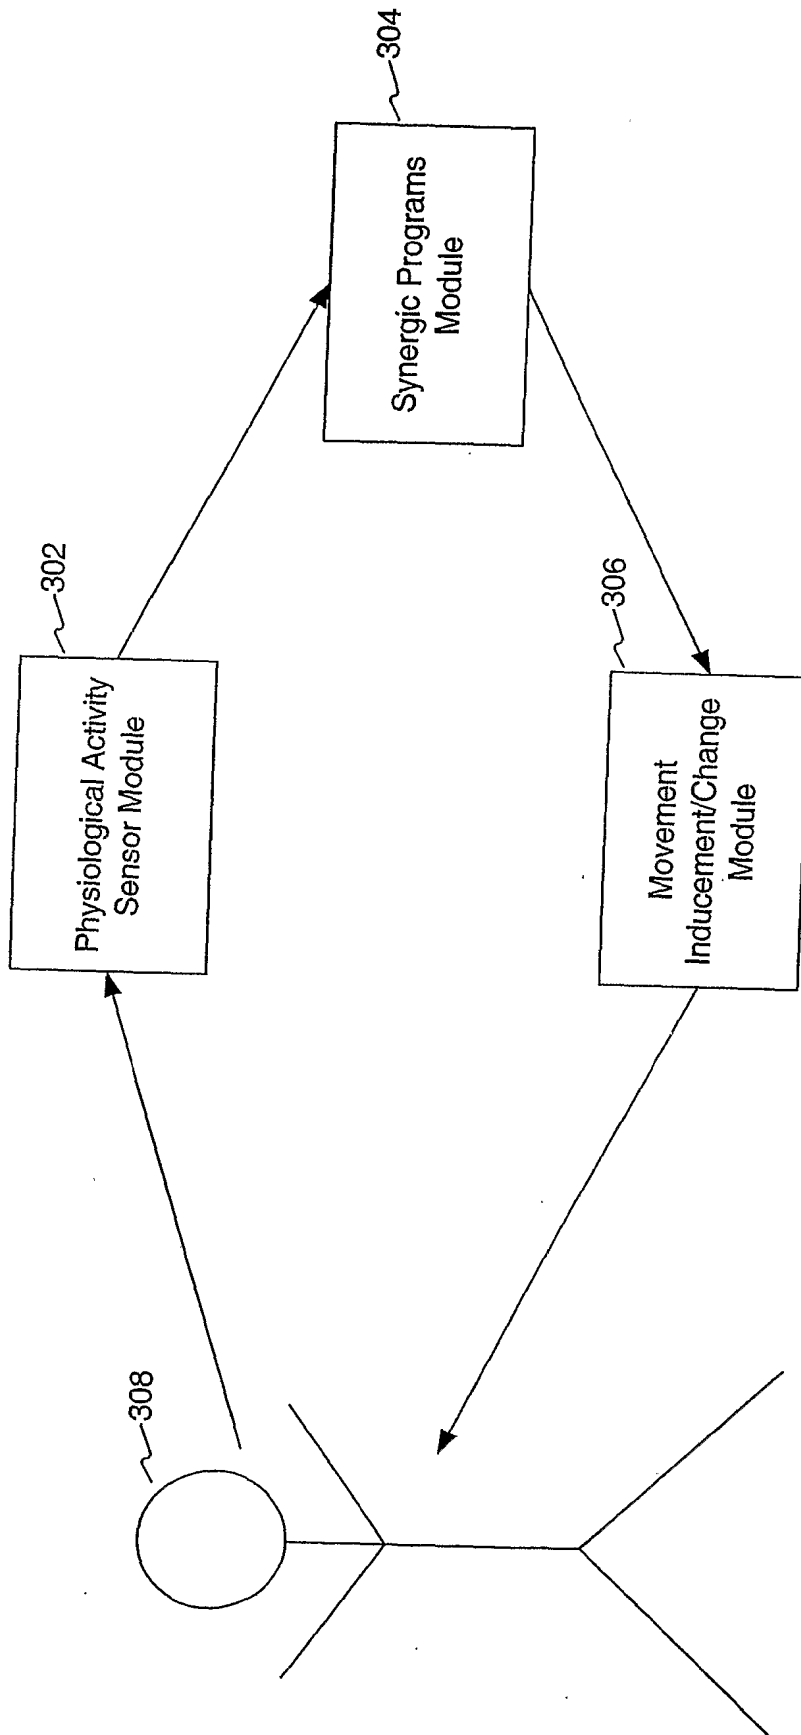 308
302
Physiological Activity
Sensor Module
304
Synergic Programs
Module
306
Movement
Inducement/Change
Module